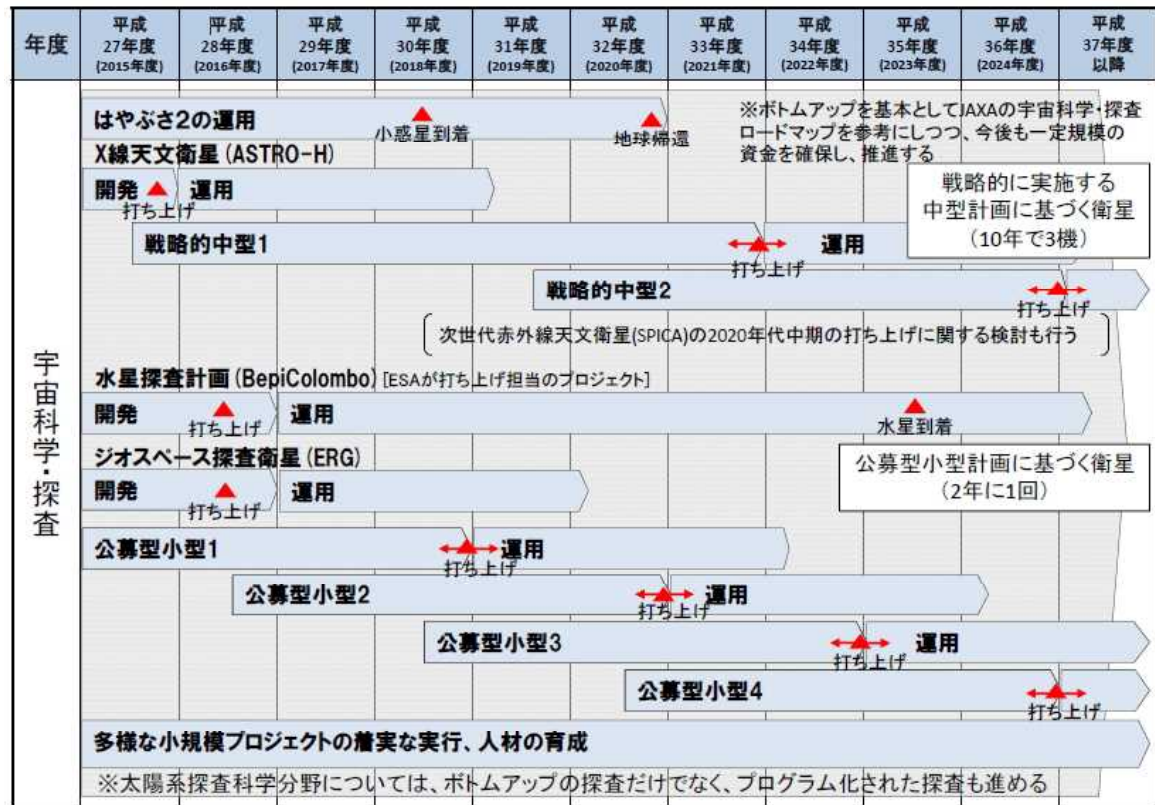 年度
平成
27年度
(2015年度)
平成
28年度
(2016年度)
平成
29年度
(2017年度)
平成
30年度
(2018年度)
平成
31年度
(2019年度)
平成
32年度
(2020年度)
平成
33年度
(2021年度)
平成
34年度
(2022年度)
平成
35年度
(2023年度)
平成
36年度
(2024年度)
平成
37年度
以降
宇宙科学・探査
はやぶさ2の運用
小惑星到着
地球帰還
※ボトムアップを基本としてJAXAの宇宙科学・探査
ロードマップを参考にしつつ、今後も一定規模の
資金を確保し、推進する
X線天文衛星(ASTRO-H)
開発
打ち上げ
運用
戦略的に実施する
中型計画に基づく衛星
(10年で3機)
戦略的中型1
打ち上げ
運用
戦略的中型2
打ち上げ
次世代赤外線天文衛星(SPICA)の2020年代中期の打ち上げに関する検討も行う
水星探査計画(BepiColombo) [ESAが打ち上げ担当のプロジェクト]
開発
打ち上げ
運用
水星到着
ジオスペース探査衛星(ERG)
開発
打ち上げ
運用
公募型小型計画に基づく衛星
(2年に1回)
公募型小型1
打ち上げ
運用
公募型小型2
打ち上げ
運用
公募型小型3
打ち上げ
運用
公募型小型4
打ち上げ
多様な小規模プロジェクトの着実な実行、人材の育成
※太陽系探査科学分野については、ボトムアップの探査だけでなく、プログラム化された探査も進める